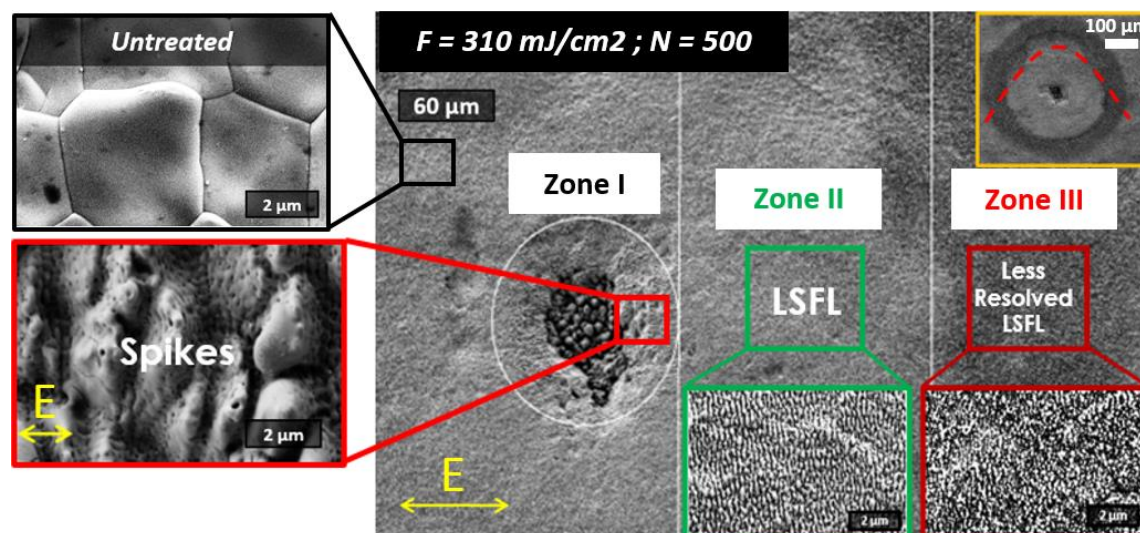 Untreated
2 µm
F = 310 mJ/cm2 ; N = 500
60 µm
100 µm
Zone I
Zone II
Zone III
LSFL
Less
Resolved
LSFL
Spikes
E
2 µm
E
2 µm
2 µm